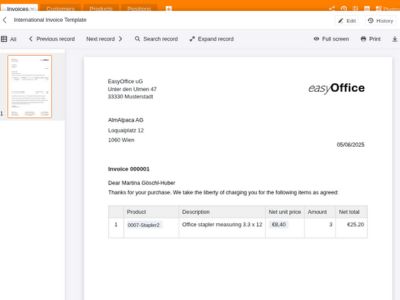 Invoices
Customers
Products
Positions
International Invoice Template
Edit
History
All
Previous record
Next record
Search record
Expand record
Full screen
Print
1
EasyOffice uG
Unter den Ulmen 47
33330 Musterstadt
easyOffice
AlmAlpaca AG
Loquaiplatz 12
1060 Wien
05/06/2025
Invoice 000001
Dear Martina Göschl-Huber
Thanks for your purchase. We take the liberty of charging you for the following items as agreed:
Product Description Net unit price Amount Net total
1 0007-Stapler2 Office stapler measuring 3.3 x 12 €8,40 3 €25,20